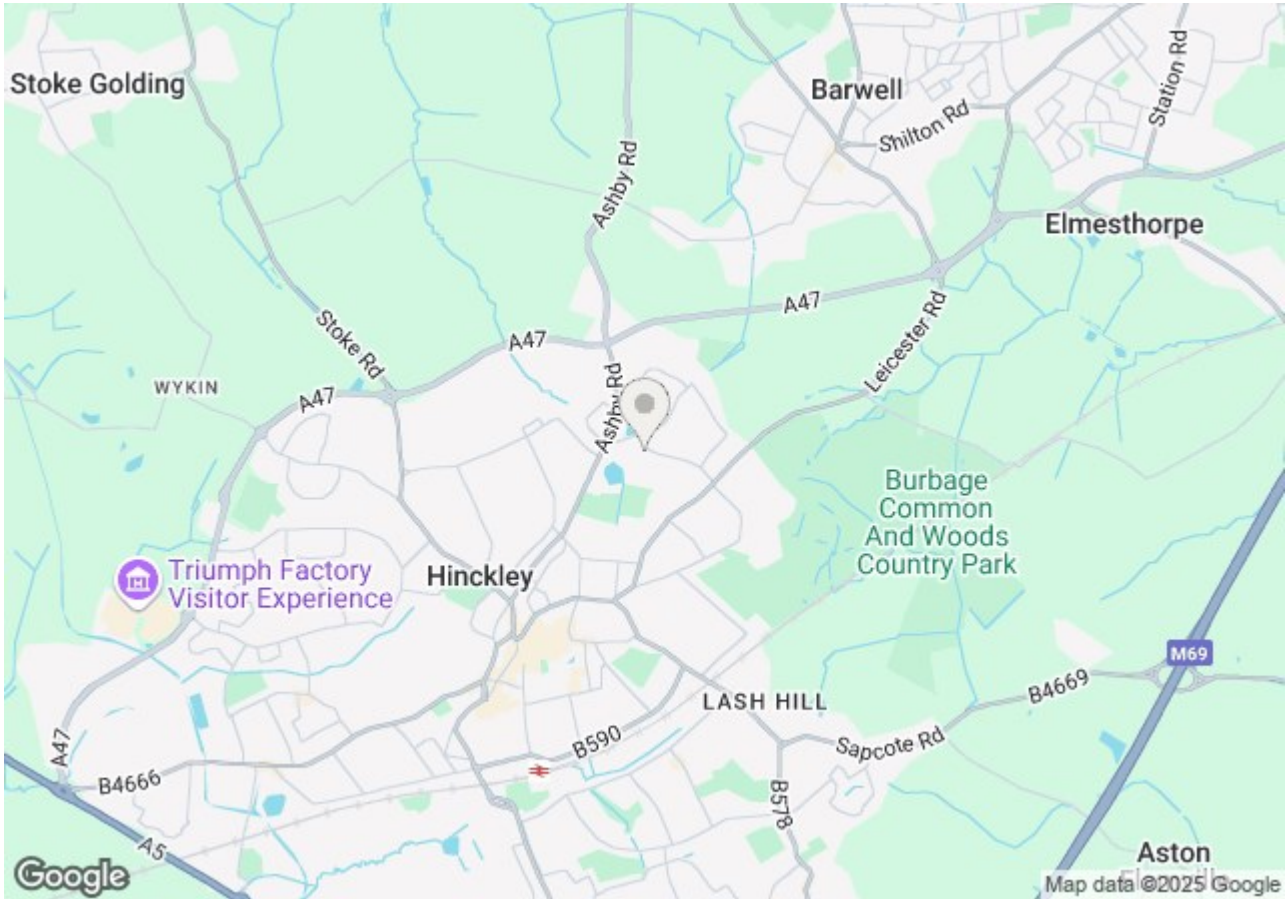 Stoke Golding
Barwell
Station Rd
Shilton Rd
Ashby Rd
Elmesthorpe
A47
A47
Leicester Rd
Stoke Rd
WYKIN
A47
Ashby Rd
Burbage
Common
And Woods
Country Park
Triumph Factory
Visitor Experience
Hinckley
M69
LASH HILL
B4669
Sapcote Rd
B590
A47
B4666
B578
A5
Aston
Google
Map data ©2025 Google